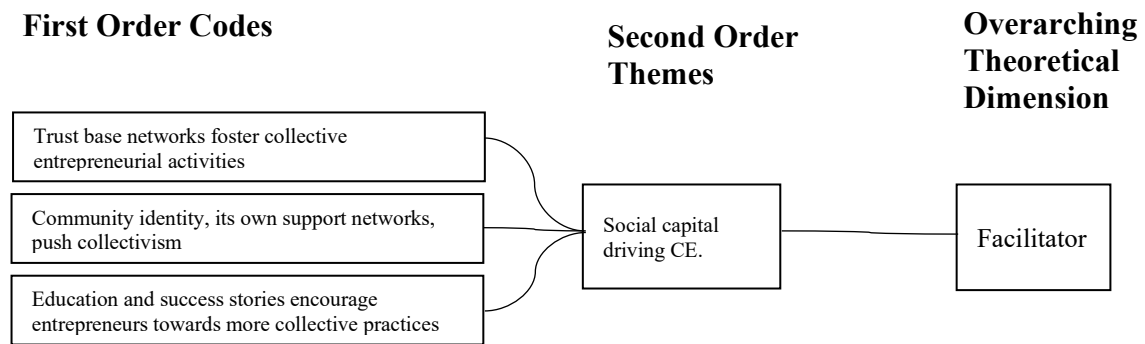 First Order Codes
Second Order
Themes
Overarching
Theoretical
Dimension
Trust base networks foster collective
entrepreneurial activities
Community identity, its own support networks,
push collectivism
Education and success stories encourage
entrepreneurs towards more collective practices
Social capital
driving CE.
Facilitator